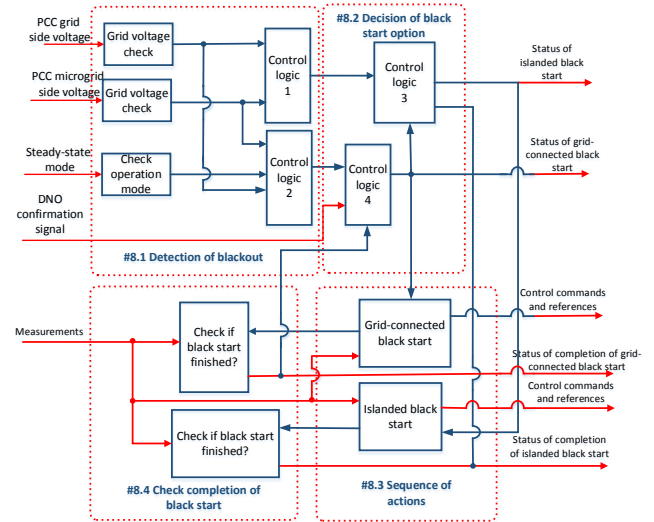 PCC grid
side voltage
Grid voltage
check
Control
logic
1
#8.2 Decision of black
start option
Control
logic
3
Status of
islanded black
start
PCC microgrid
side voltage
Grid voltage
check
Steady-state
mode
Check
operation
mode
Control
logic
2
Control
logic
4
Status of grid-
connected black
start
DNO
confirmation
signal
#8.1 Detection of blackout
Measurements
Check if
black start
finished?
Grid-connected
black start
Control commands
and references
Status of completion of grid-
connected black start
Control commands
and references
Islanded black
start
Check if black start
finished?
Status of completion
of islanded black start
#8.4 Check completion of
black start
#8.3 Sequence of
actions